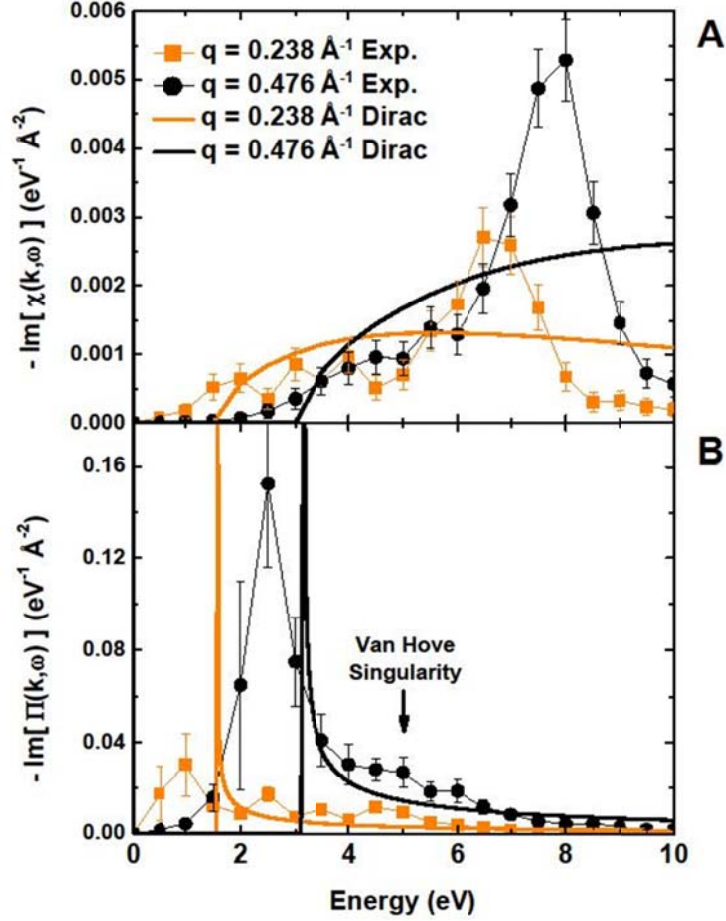 0.006
0.005
0.004
0.003
0.002
0.001
0.000
- Im[ χ(k,ω) ] (eV⁻¹ Å⁻²)
A
q = 0.238 Å⁻¹ Exp.
q = 0.476 Å⁻¹ Exp.
q = 0.238 Å⁻¹ Dirac
q = 0.476 Å⁻¹ Dirac
B
0.16
0.12
0.08
0.04
0.00
- Im[ Π(k,ω) ] (eV⁻¹ Å⁻²)
Van Hove
Singularity
0 2 4 6 8 10
Energy (eV)